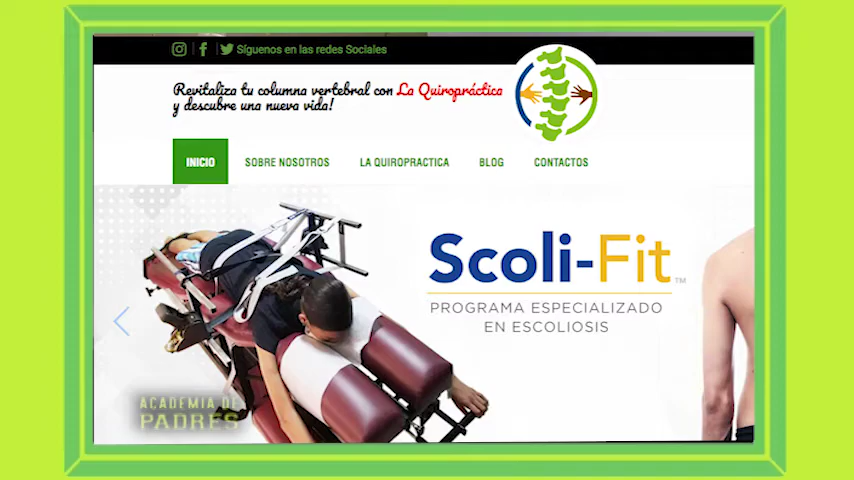 Síguenos en las redes Sociales
Revitaliza tu columna vertebral con La Quiropráctica
y descubre una nueva vida!
INICIO
SOBRE NOSOTROS
LA QUIROPRACTICA
BLOG
CONTACTOS
Scoli-Fit™
PROGRAMA ESPECIALIZADO
EN ESCOLIOSIS
ACADEMIA DE
PADRES